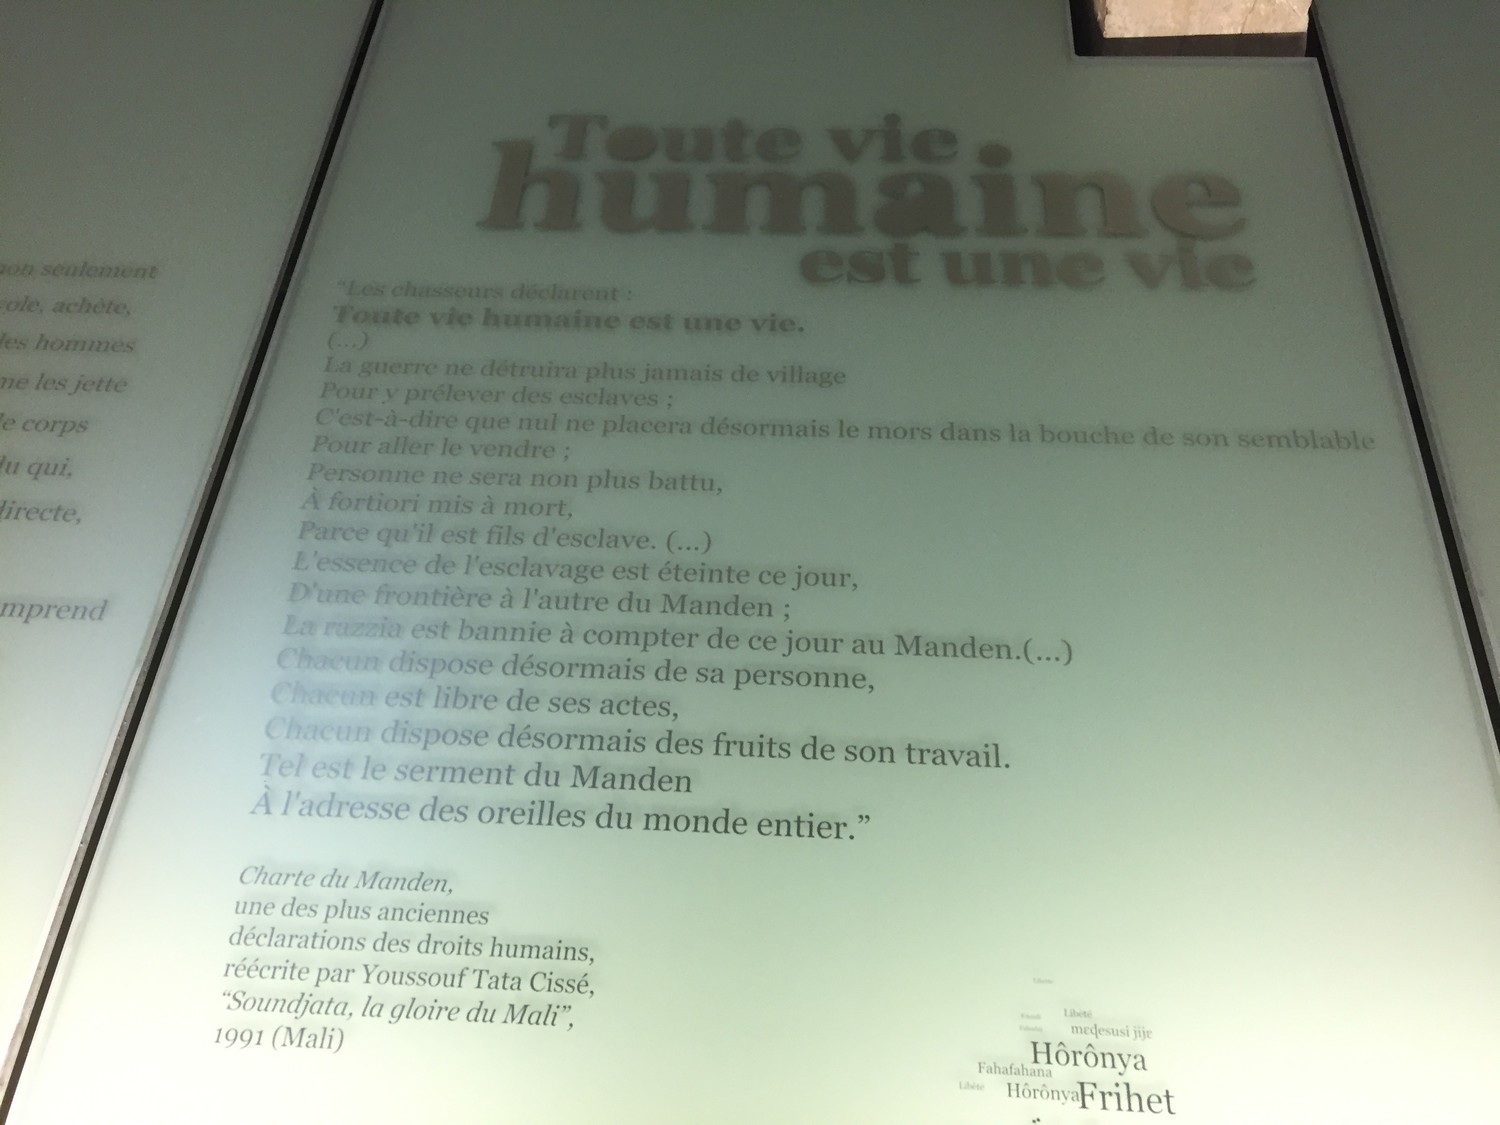 non seulement
vole, achète,
les hommes
me les jette
le corps
du qui,
directe,
mprend
Toute vie
humaine
est une vie
"Les chasseurs déclarent :
Toute vie humaine est une vie.
(...)
La guerre ne détruira plus jamais de village
Pour y prélever des esclaves ;
C'est-à-dire que nul ne placera désormais le mors dans la bouche de son semblable
Pour aller le vendre ;
Personne ne sera non plus battu,
À fortiori mis à mort,
Parce qu'il est fils d'esclave. (...)
L'essence de l'esclavage est éteinte ce jour,
D'une frontière à l'autre du Manden ;
La razzia est bannie à compter de ce jour au Manden.(...)
Chacun dispose désormais de sa personne,
Chacun est libre de ses actes,
Chacun dispose désormais des fruits de son travail.
Tel est le serment du Manden
À l'adresse des oreilles du monde entier.”
Charte du Manden,
une des plus anciennes
déclarations des droits humains,
réécrite par Youssouf Tata Cissé,
“Soundjata, la gloire du Mali”,
1991 (Mali)
Libèté
meɖesusi jijɛ
Hôrônya
Fahafahana
Libèté
Hôrônya
Frihet